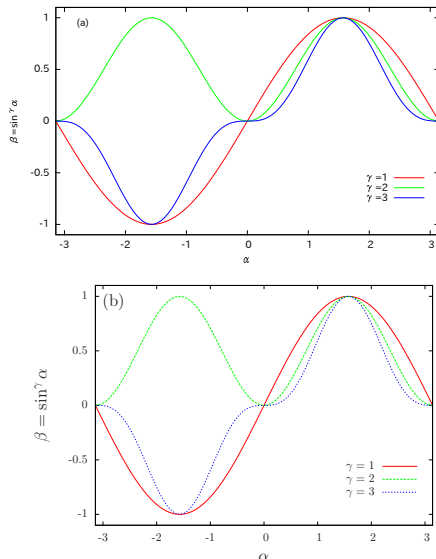 (a)
1
0.5
0
-0.5
-1
β=sin^γ α
γ=1
γ=2
γ=3
-3 -2 -1 0 1 2 3
α
(b)
1
0.5
0
-0.5
-1
β = sin^γ α
γ = 1
γ = 2
γ = 3
-3 -2 -1 0 1 2 3
α